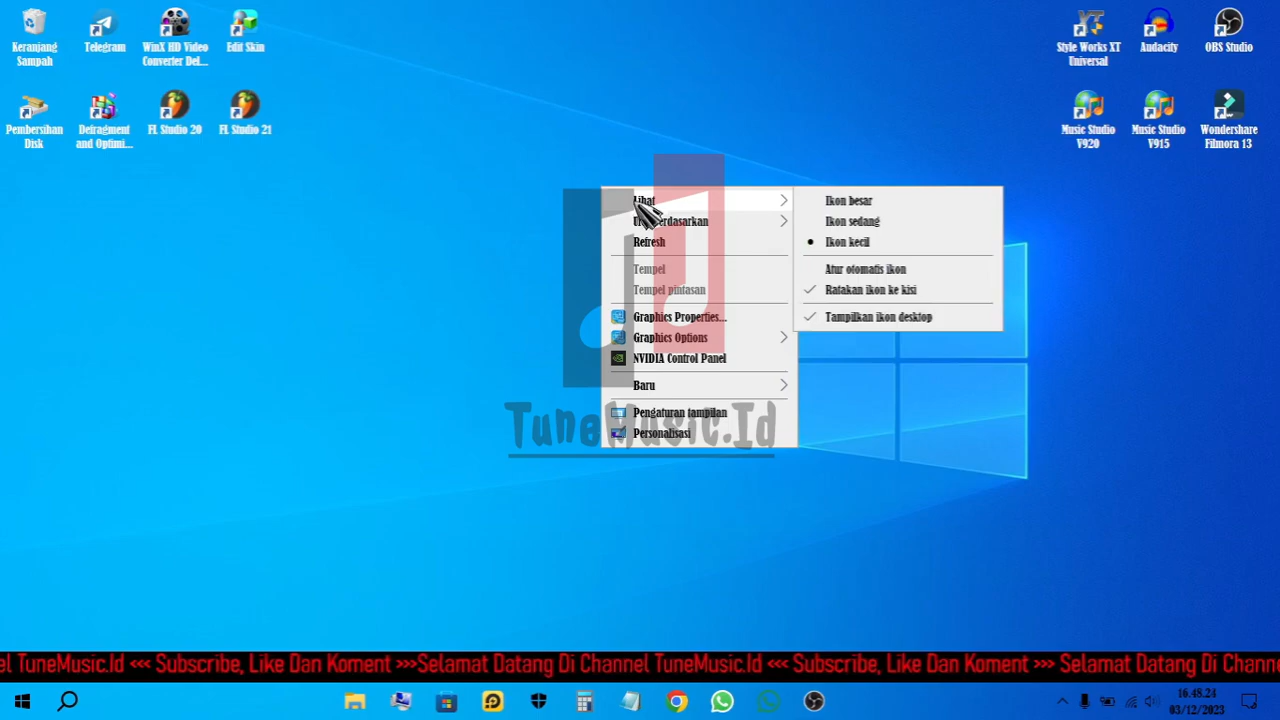 Keranjang
Sampah
Telegram
WinX HD Video
Converter Del...
Edit Skin
Pembersihan
Disk
Defragment
and Optimi...
FL Studio 20
FL Studio 21
Style Works XT
Universal
Audacity
OBS Studio
Music Studio
V920
Music Studio
V915
Wondershare
Filmora 13
Lihat
Refresh
Tempel
Tempel pintasan
Graphics Properties...
Graphics Options
NVIDIA Control Panel
Baru
Pengaturan tampilan
Personalisasi
Ikon besar
Ikon sedang
Ikon kecil
Atur otomatis ikon
Ratakan ikon ke kisi
Tampilkan ikon desktop
TuneMusic.Id
el TuneMusic.Id <<< Subscribe, Like Dan Koment >>>Selamat Datang Di Channel TuneMusic.Id <<< Subscribe, Like Dan Koment >>> Selamat Datang Di Channe
16.48.24
03/12/2023